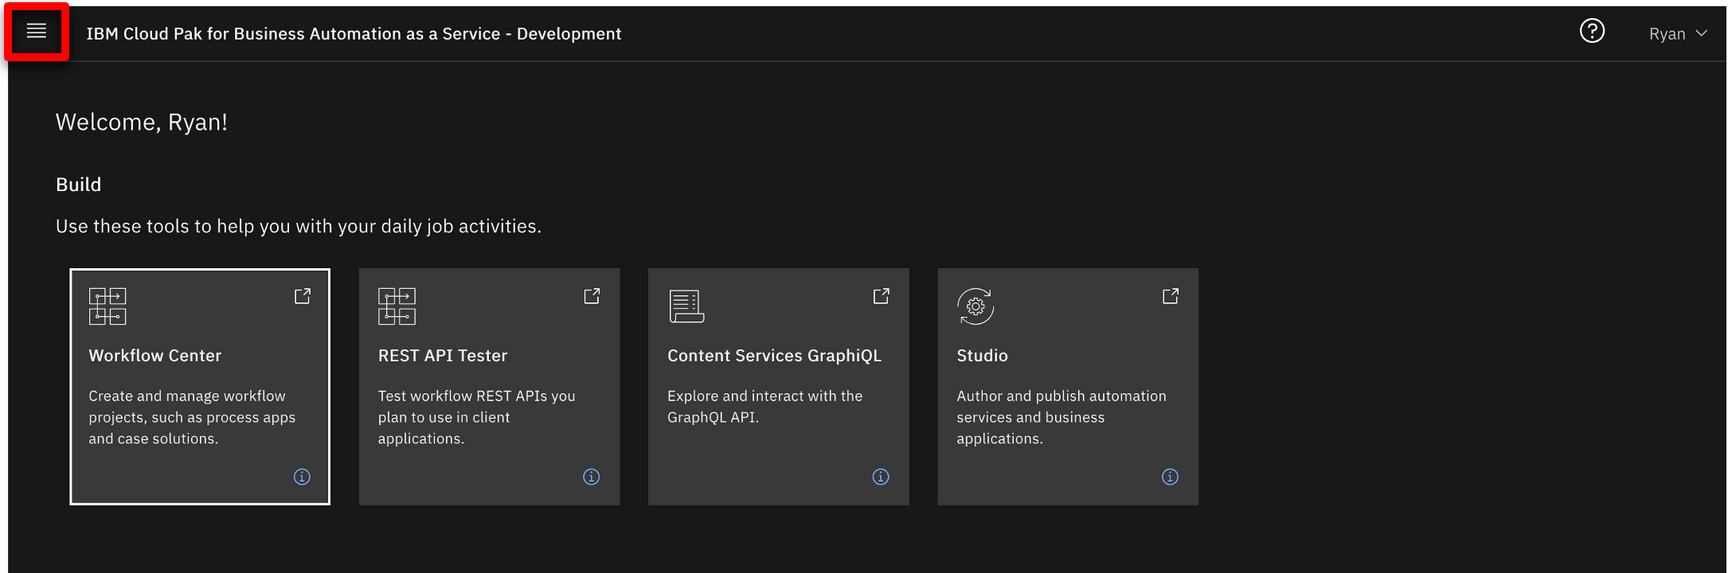 IBM Cloud Pak for Business Automation as a Service - Development
Ryan
Welcome, Ryan!
Build
Use these tools to help you with your daily job activities.
Workflow Center
Create and manage workflow
projects, such as process apps
and case solutions.
REST API Tester
Test workflow REST APIs you
plan to use in client
applications.
Content Services GraphiQL
Explore and interact with the
GraphQL API.
Studio
Author and publish automation
services and business
applications.